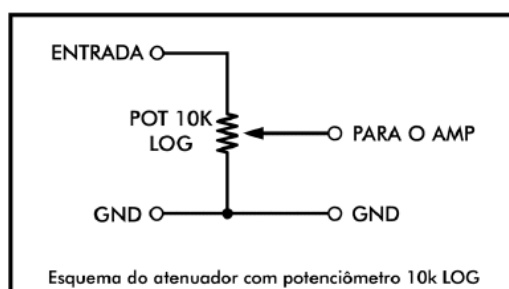 ENTRADA
POT 10K
LOG
PARA O AMP
GND
GND
Esquema do atenuador com potenciômetro 10k LOG